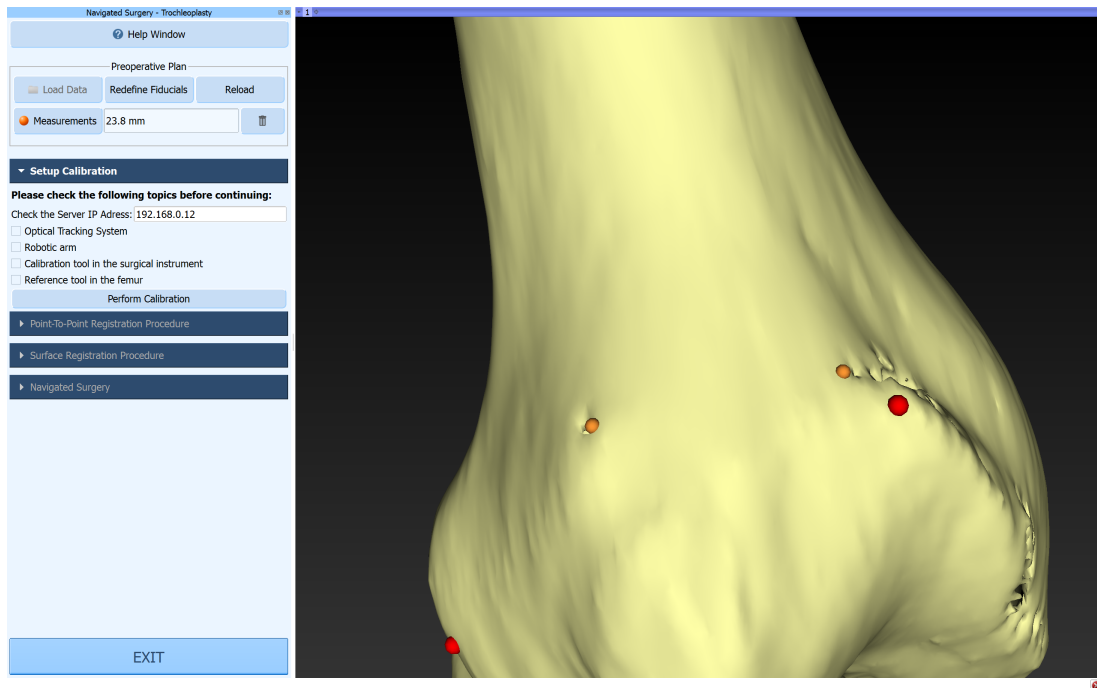 Navigated Surgery - Trochleoplasty
1
Help Window
Preoperative Plan
Load Data
Redefine Fiducials
Reload
Measurements
23.8 mm
Setup Calibration
Please check the following topics before continuing:
Check the Server IP Adress: 192.168.0.12
Optical Tracking System
Robotic arm
Calibration tool in the surgical instrument
Reference tool in the femur
Perform Calibration
Point-To-Point Registration Procedure
Surface Registration Procedure
Navigated Surgery
EXIT